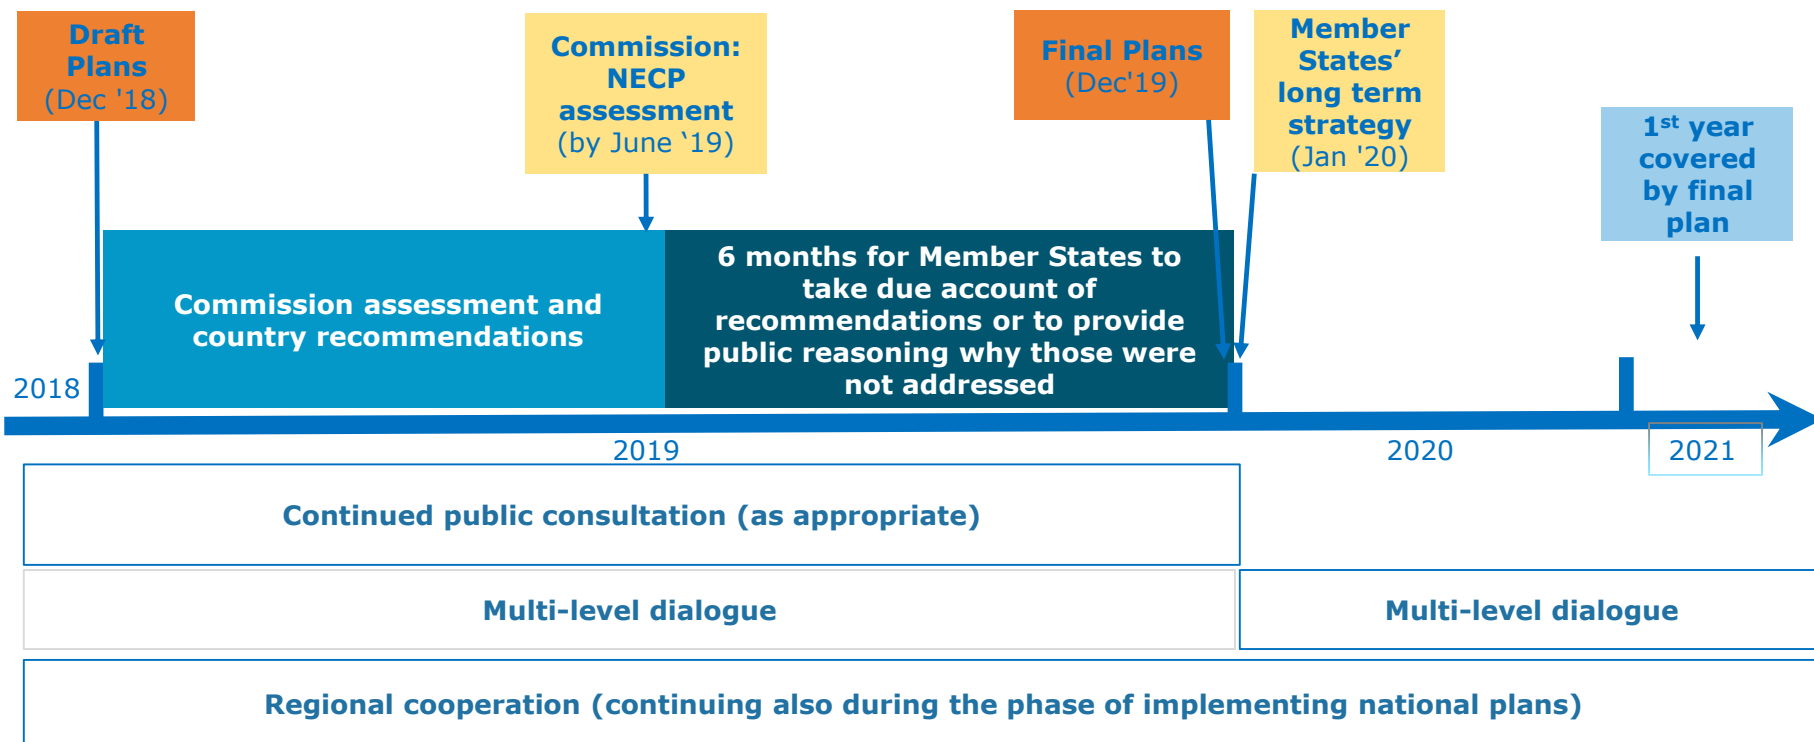 Draft
Plans
(Dec '18)
Commission:
NECP
assessment
(by June ‘19)
Final Plans
(Dec'19)
Member
States’
long term
strategy
(Jan '20)
1st year
covered
by final
plan
Commission assessment and
country recommendations
6 months for Member States to
take due account of
recommendations or to provide
public reasoning why those were
not addressed
2018
2019
2020
2021
Continued public consultation (as appropriate)
Multi-level dialogue
Multi-level dialogue
Regional cooperation (continuing also during the phase of implementing national plans)